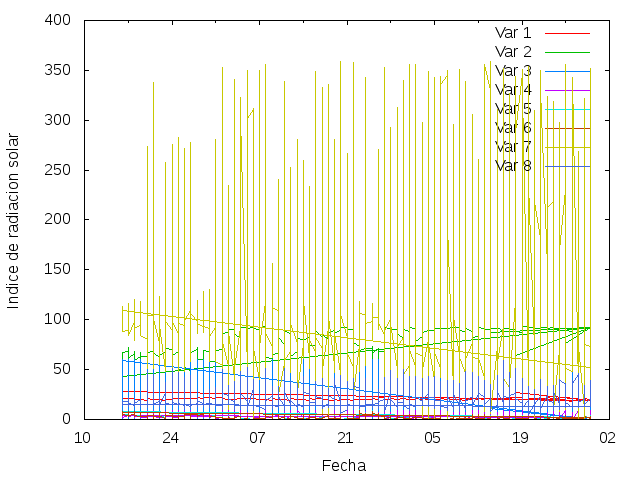 400
350
300
250
200
150
100
50
0
Indice de radiacion solar
Var 1
Var 2
Var 3
Var 4
Var 5
Var 6
Var 7
Var 8
10 24 07 21 05 19 02
Fecha